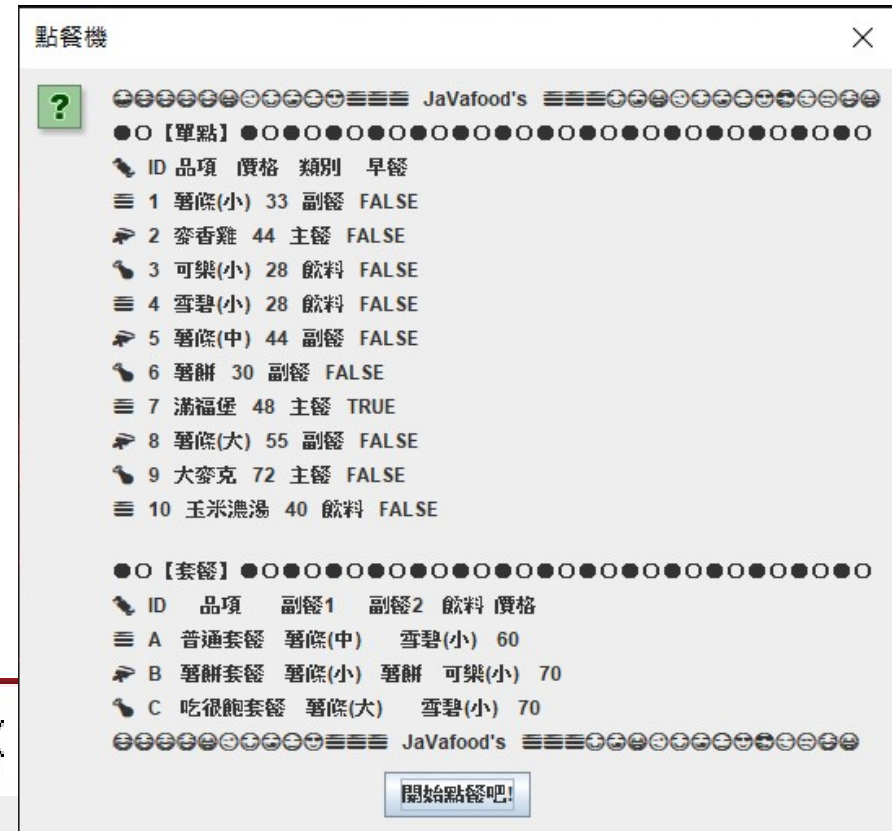 點餐機
JaVafood's
●○【單點】●○●○●○●○●○●○●○●○●○●○●○●○●○●○●○
ID 品項 價格 類別 早餐
1 薯條(小) 33 副餐 FALSE
2 麥香雞 44 主餐 FALSE
3 可樂(小) 28 飲料 FALSE
4 雪碧(小) 28 飲料 FALSE
5 薯條(中) 44 副餐 FALSE
6 薯餅 30 副餐 FALSE
7 滿福堡 48 主餐 TRUE
8 薯條(大) 55 副餐 FALSE
9 大麥克 72 主餐 FALSE
10 玉米濃湯 40 飲料 FALSE
●○【套餐】●○●○●○●○●○●○●○●○●○●○●○●○●○●○●○
ID 品項 副餐1 副餐2 飲料 價格
A 普通套餐 薯條(中) 雪碧(小) 60
B 薯餅套餐 薯條(小) 薯餅 可樂(小) 70
C 吃很飽套餐 薯條(大) 雪碧(小) 70
JaVafood's
開始點餐吧!